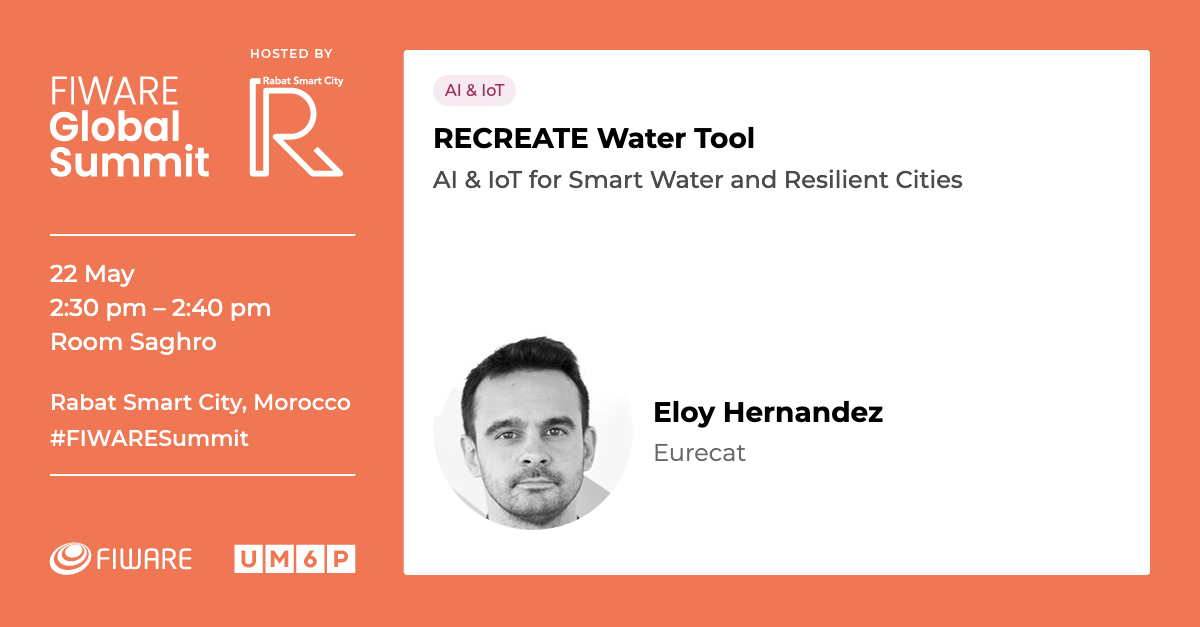 HOSTED BY
FIWARE
Global
Summit
Rabat Smart City
R
22 May
2:30 pm – 2:40 pm
Room Saghro
Rabat Smart City, Morocco
#FIWARESummit
FIWARE
UM6P
AI & IoT
RECREATE Water Tool
AI & IoT for Smart Water and Resilient Cities
Eloy Hernandez
Eurecat